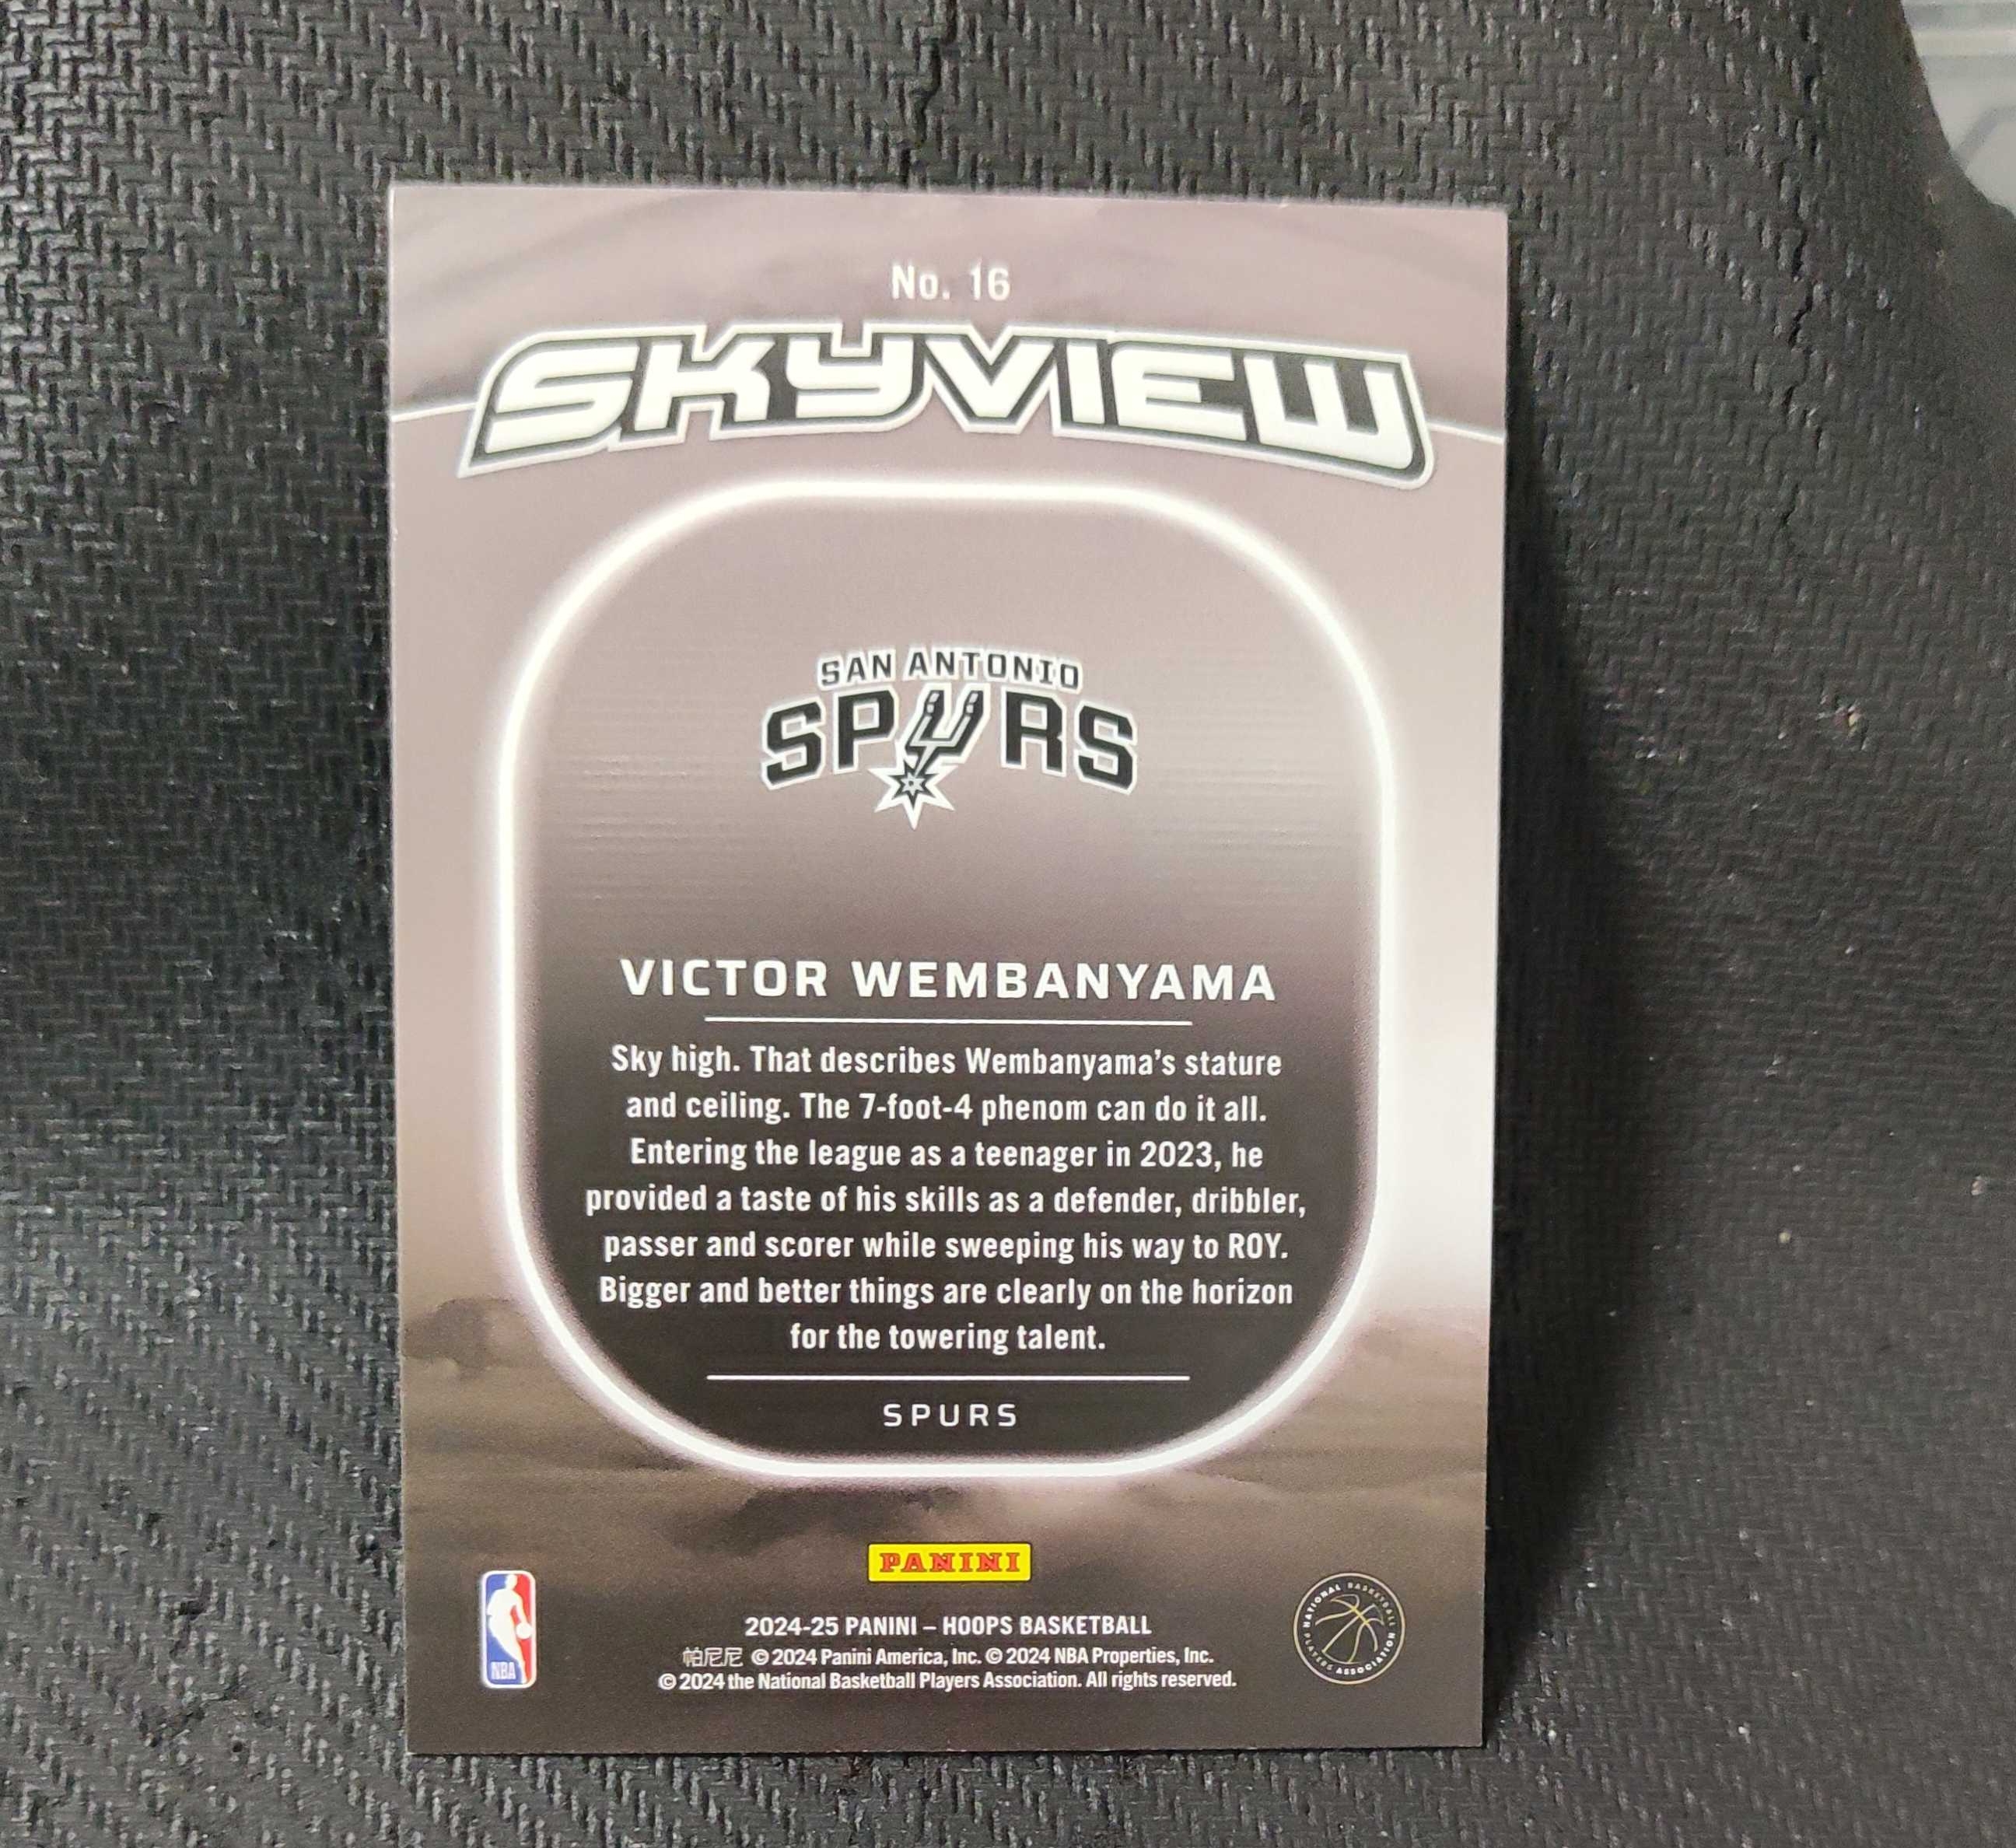 No. 16
SKYVIEW
SAN ANTONIO
SPURS
VICTOR WEMBANYAMA
Sky high. That describes Wembanyama’s stature
and ceiling. The 7-foot-4 phenom can do it all.
Entering the league as a teenager in 2023, he
provided a taste of his skills as a defender, dribbler,
passer and scorer while sweeping his way to ROY.
Bigger and better things are clearly on the horizon
for the towering talent.
SPURS
PANINI
NBA
2024-25 PANINI – HOOPS BASKETBALL
帕尼尼 © 2024 Panini America, Inc. © 2024 NBA Properties, Inc.
© 2024 the National Basketball Players Association. All rights reserved.
NATIONAL BASKETBALL
PLAYERS ASSOCIATION